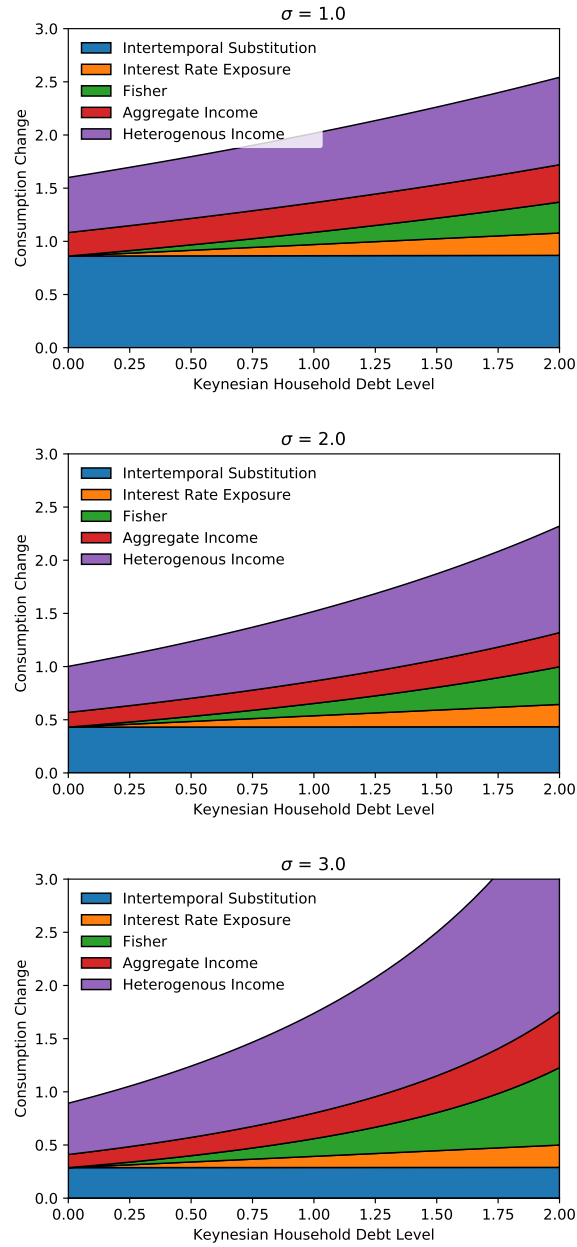 σ = 1.0
3.0
2.5
2.0
1.5
1.0
0.5
0.0
Consumption Change
Intertemporal Substitution
Interest Rate Exposure
Fisher
Aggregate Income
Heterogenous Income
0.00 0.25 0.50 0.75 1.00 1.25 1.50 1.75 2.00
Keynesian Household Debt Level
σ = 2.0
3.0
2.5
2.0
1.5
1.0
0.5
0.0
Consumption Change
Intertemporal Substitution
Interest Rate Exposure
Fisher
Aggregate Income
Heterogenous Income
0.00 0.25 0.50 0.75 1.00 1.25 1.50 1.75 2.00
Keynesian Household Debt Level
σ = 3.0
3.0
2.5
2.0
1.5
1.0
0.5
0.0
Consumption Change
Intertemporal Substitution
Interest Rate Exposure
Fisher
Aggregate Income
Heterogenous Income
0.00 0.25 0.50 0.75 1.00 1.25 1.50 1.75 2.00
Keynesian Household Debt Level